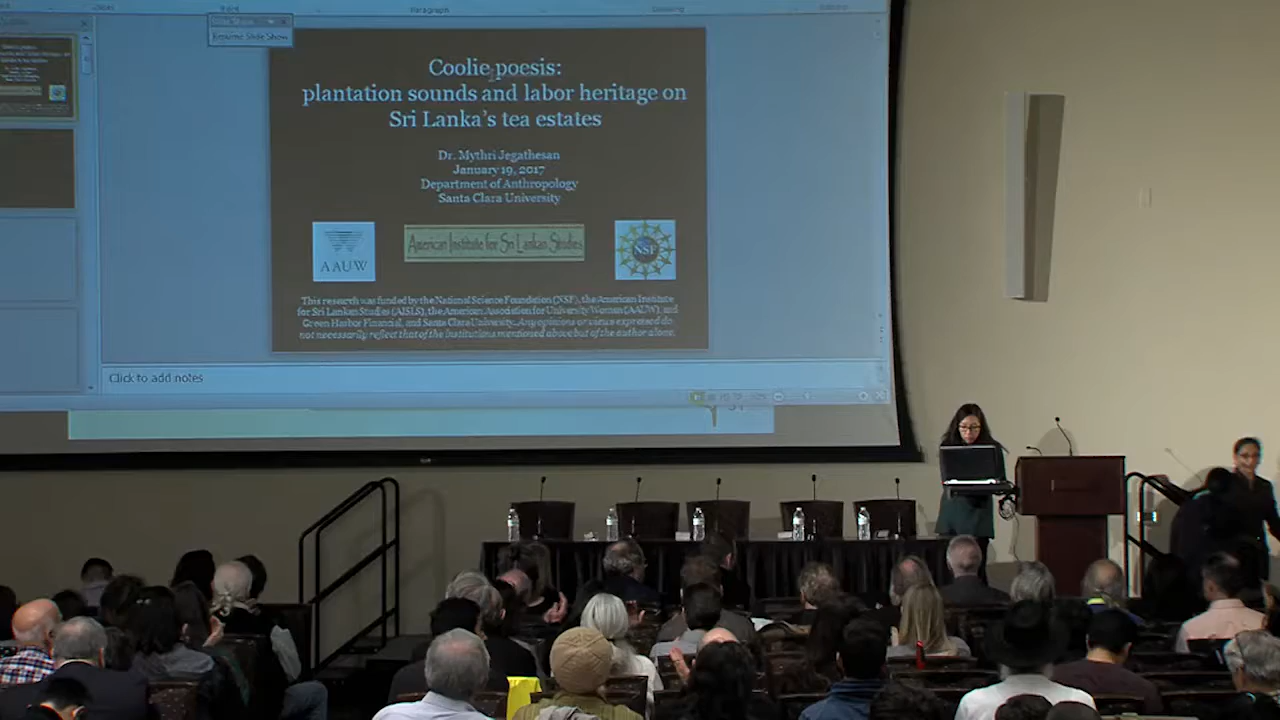 Resume Slide Show
Coolie poesis:
plantation sounds and labor heritage on
Sri Lanka's tea estates
Dr. Mythri Jegathesan
January 19, 2017
Department of Anthropology
Santa Clara University
AAUW
American Institute for Sri Lankan Studies
NSF
This research was funded by the National Science Foundation (NSF), the American Institute
for Sri Lankan Studies (AISLS), the American Association for University Woman (AAUW), and
Green Harbor Financial, and Santa Clara University. Any opinions or views expressed do
not necessarily reflect that of the institutions mentioned above but of the author alone.
Click to add notes